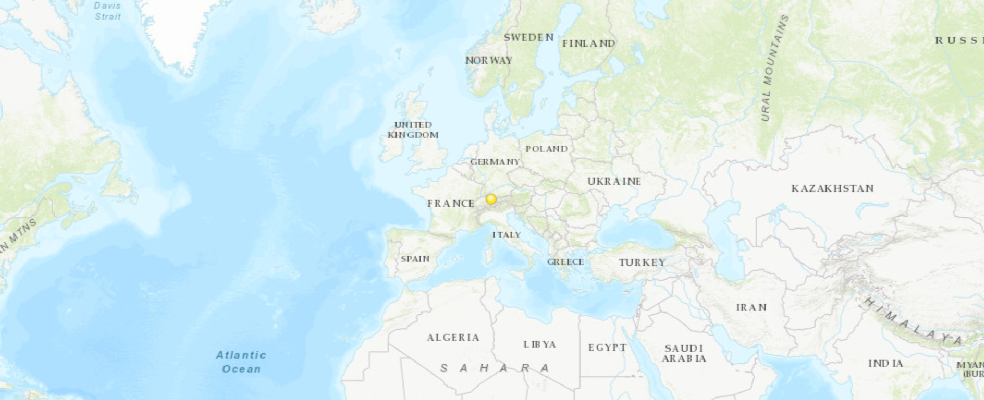 Davis
Strait
SWEDEN
FINLAND
NORWAY
RUSS
URAL MOUNTAINS
UNITED
KINGDOM
POLAND
GERMANY
UKRAINE
KAZAKHSTAN
FRANCE
N MTNS
ITALY
SPAIN
GREECE
TURKEY
IRAN
HIMALAYA
ALGERIA
LIBYA
EGYPT
SAUDI
ARABIA
Atlantic
Ocean
SAHARA
INDIA
MYAN
(BUR